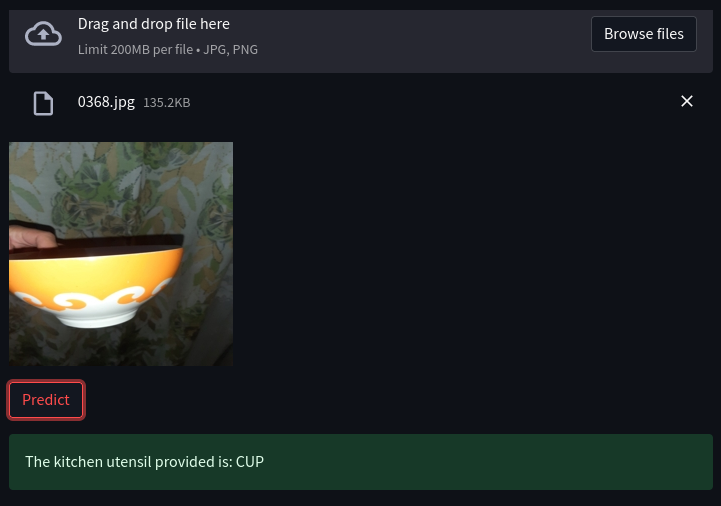 Drag and drop file here
Limit 200MB per file • JPG, PNG
Browse files
0368.jpg 135.2KB
Predict
The kitchen utensil provided is: CUP